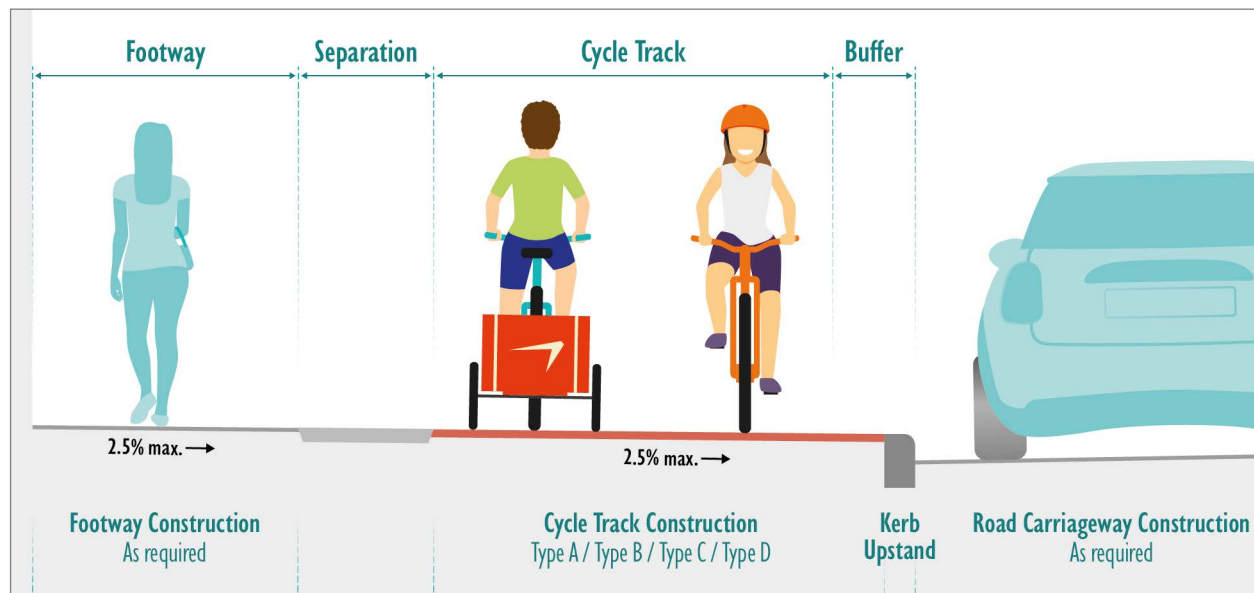 Footway
Separation
Cycle Track
Buffer
2.5% max.
2.5% max.
Footway Construction
As required
Cycle Track Construction
Type A / Type B / Type C / Type D
Kerb
Upstand
Road Carriageway Construction
As required